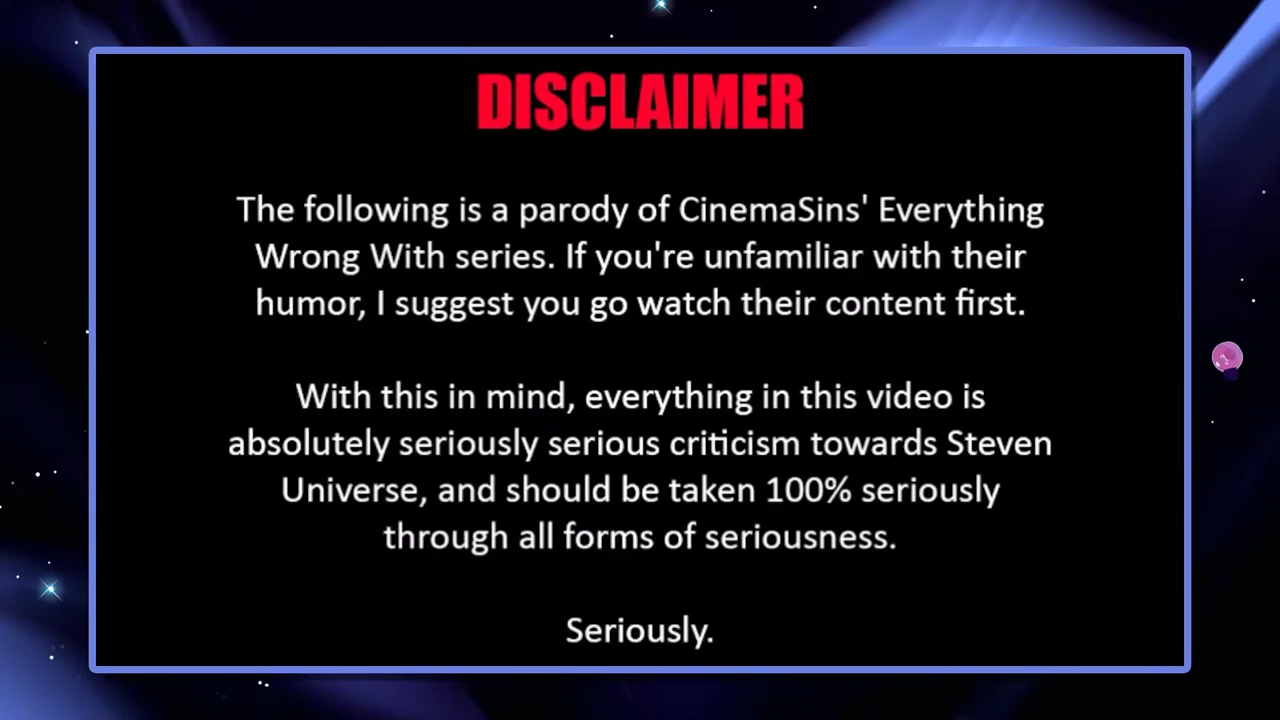 DISCLAIMER
The following is a parody of CinemaSins' Everything
Wrong With series. If you're unfamiliar with their
humor, I suggest you go watch their content first.
With this in mind, everything in this video is
absolutely seriously serious criticism towards Steven
Universe, and should be taken 100% seriously
through all forms of seriousness.
Seriously.